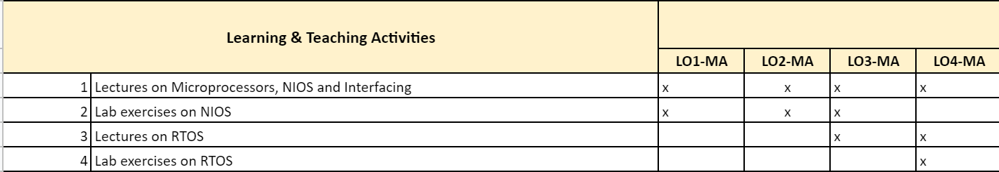 Learning & Teaching Activities
LO1-MA LO2-MA LO3-MA LO4-MA
1 Lectures on Microprocessors, NIOS and Interfacing x x x x
2 Lab exercises on NIOS x x x
3 Lectures on RTOS x x
4 Lab exercises on RTOS x